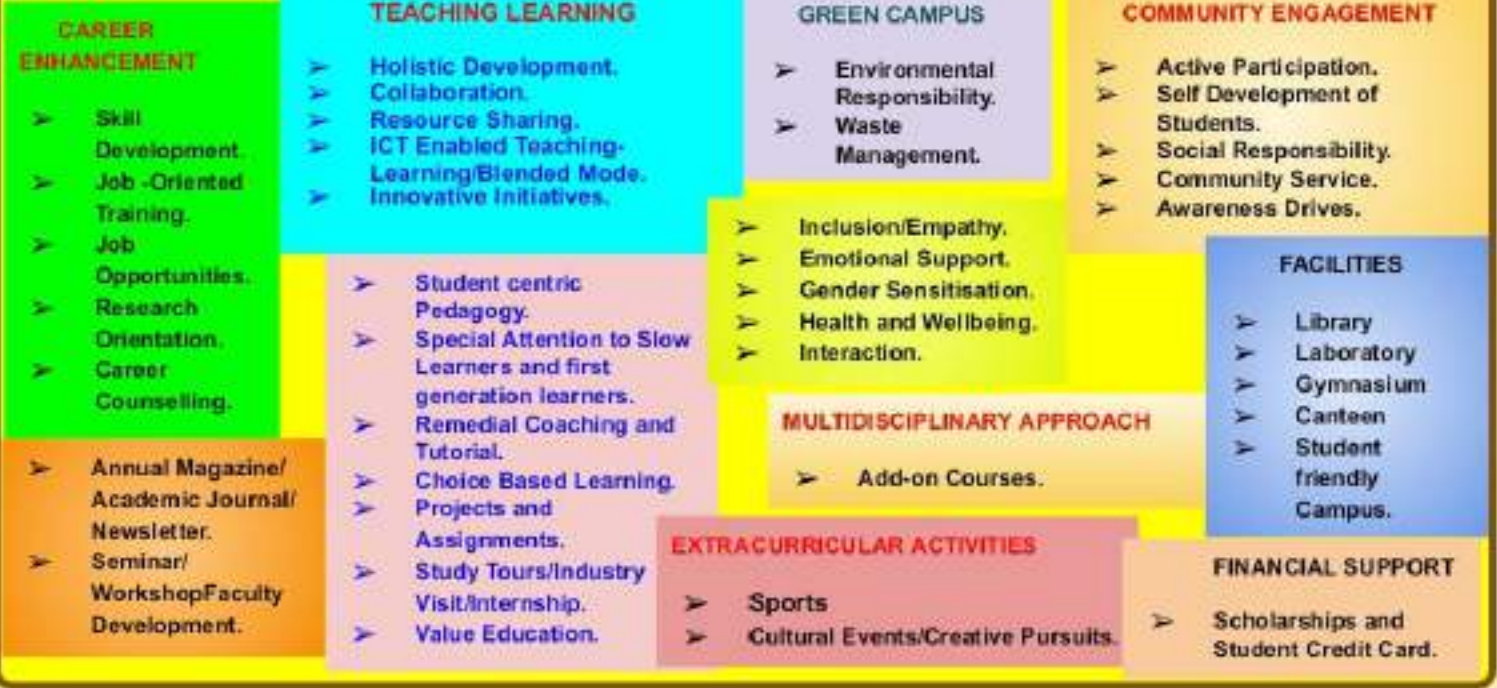 CAREER
ENHANCEMENT
➢ Skill
Development.
➢ Job -Oriented
Training.
➢ Job
Opportunities.
➢ Research
Orientation.
➢ Career
Counselling.
➢ Annual Magazine/
Academic Journal/
Newsletter.
➢ Seminar/
WorkshopFaculty
Development.
TEACHING LEARNING
➢ Holistic Development.
➢ Collaboration.
➢ Resource Sharing.
➢ ICT Enabled Teaching-
Learning/Blended Mode.
➢ Innovative Initiatives.
➢ Student centric
Pedagogy.
➢ Special Attention to Slow
Learners and first
generation learners.
➢ Remedial Coaching and
Tutorial.
➢ Choice Based Learning.
➢ Projects and
Assignments.
➢ Study Tours/Industry
Visit/Internship.
➢ Value Education.
GREEN CAMPUS
➢ Environmental
Responsibility.
➢ Waste
Management.
➢ Inclusion/Empathy.
➢ Emotional Support.
➢ Gender Sensitisation.
➢ Health and Wellbeing.
➢ Interaction.
MULTIDISCIPLINARY APPROACH
➢ Add-on Courses.
EXTRACURRICULAR ACTIVITIES
➢ Sports
➢ Cultural Events/Creative Pursuits.
COMMUNITY ENGAGEMENT
➢ Active Participation.
➢ Self Development of
Students.
➢ Social Responsibility.
➢ Community Service.
➢ Awareness Drives.
FACILITIES
➢ Library
➢ Laboratory
➢ Gymnasium
➢ Canteen
➢ Student
friendly
Campus.
FINANCIAL SUPPORT
➢ Scholarships and
Student Credit Card.